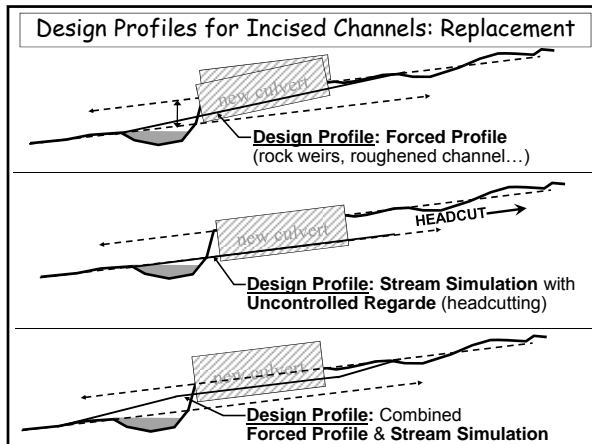 Design Profiles for Incised Channels: Replacement
new culvert
Design Profile: Forced Profile
(rock weirs, roughened channel…)
HEADCUT
new culvert
Design Profile: Stream Simulation with
Uncontrolled Regarde (headcutting)
new culvert
Design Profile: Combined
Forced Profile & Stream Simulation